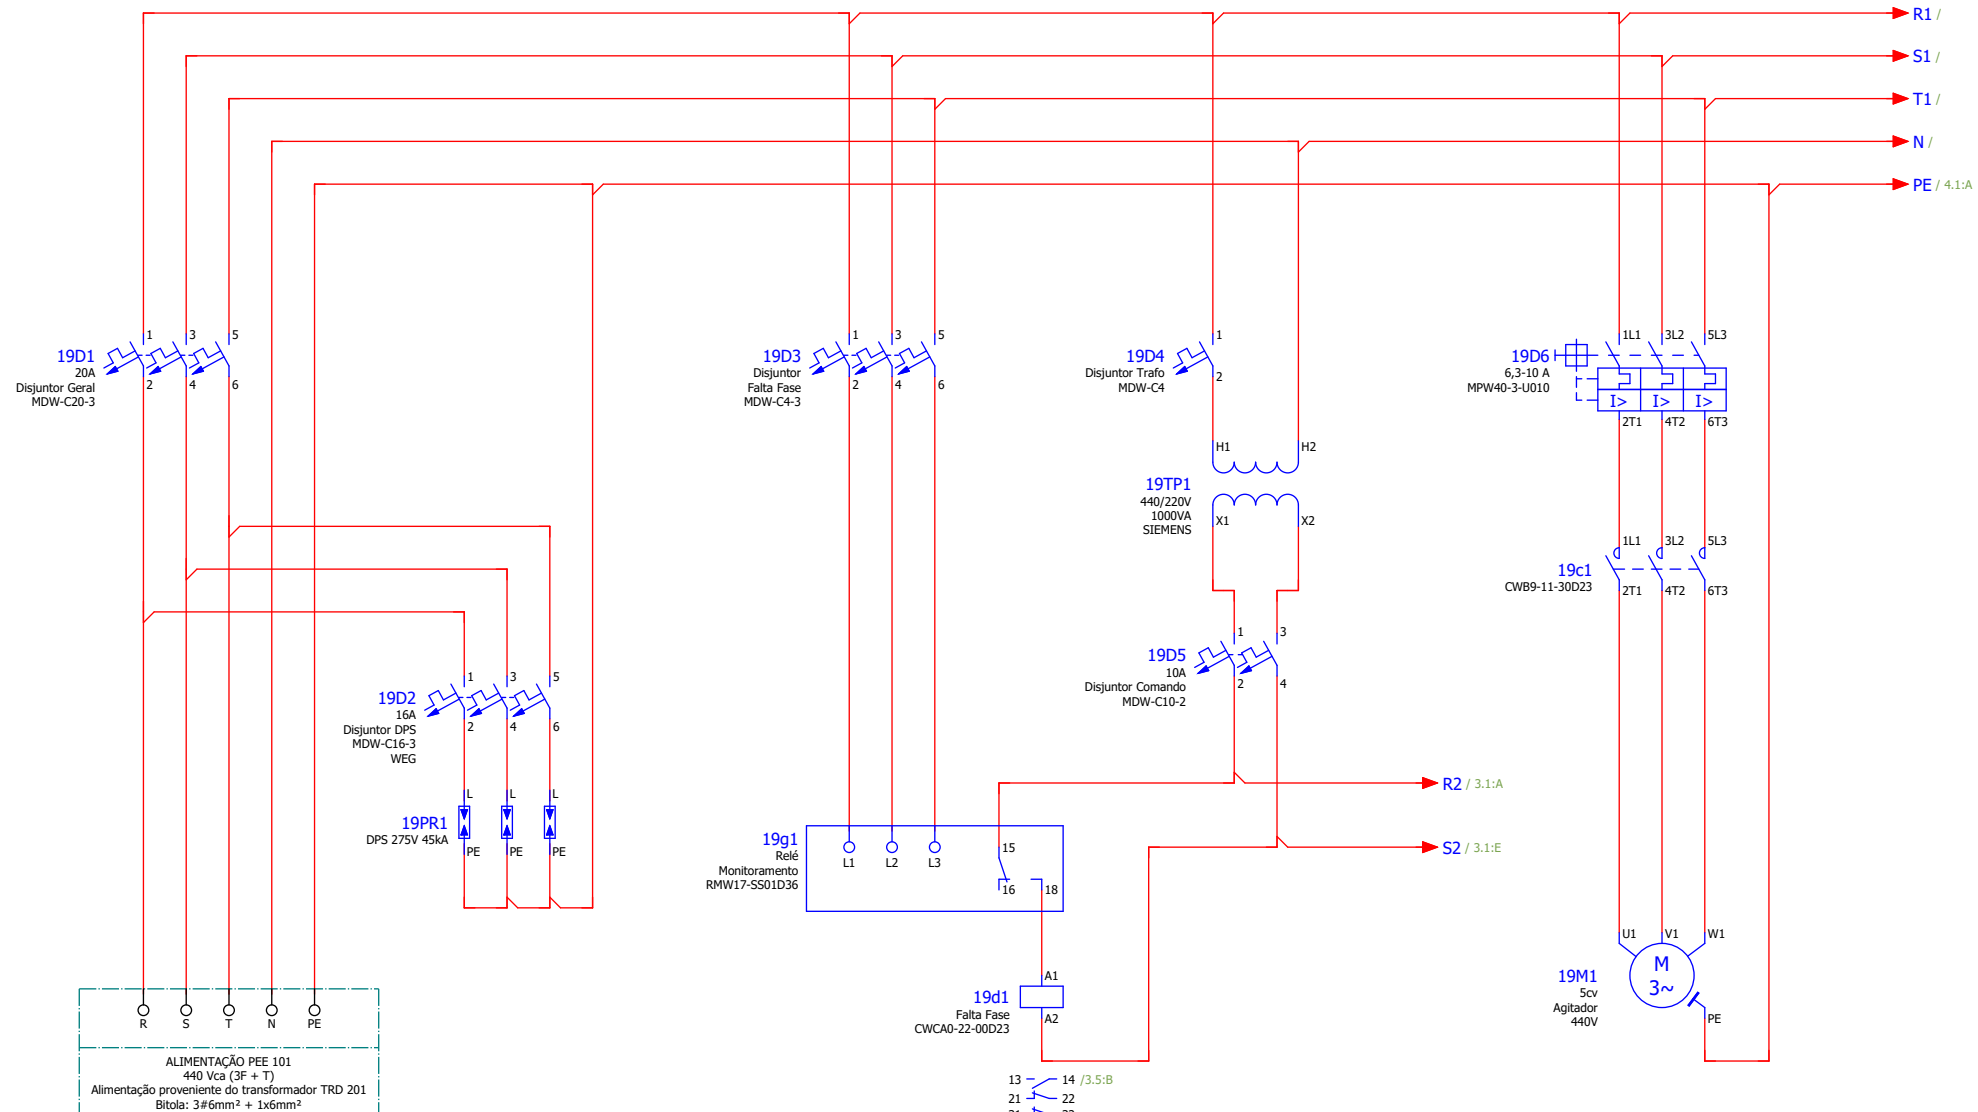 R1 /
S1 /
T1 /
N /
PE / 4.1:A
1 3 5
19D1
20A
Disjuntor Geral
MDW-C20-3
2 4 6
1 3 5
19D3
Disjuntor
Falta Fase
MDW-C4-3
2 4 6
1
19D4
Disjuntor Trafo
MDW-C4
2
1L1 3L2 5L3
19D6
6,3-10 A
MPW40-3-U010
I> I> I>
2T1 4T2 6T3
H1 H2
19TP1
440/220V
1000VA
SIEMENS
X1 X2
1L1 3L2 5L3
19c1
CWB9-11-30D23
2T1 4T2 6T3
1 3
19D5
10A
Disjuntor Comando
MDW-C10-2
2 4
1 3 5
19D2
16A
Disjuntor DPS
MDW-C16-3
WEG
2 4 6
L L L
19PR1
DPS 275V 45kA
PE PE PE
R2 / 3.1:A
S2 / 3.1:E
19g1
Relé
Monitoramento
RMW17-SS01D36
L1 L2 L3
15
16 18
U1 V1 W1
M
3~
19M1
5cv
Agitador
440V
PE
A1
19d1
Falta Fase
CWCA0-22-00D23
A2
13 14 /3.5:B
21 22
R S T N PE
ALIMENTAÇÃO PEE 101
440 Vca (3F + T)
Alimentação proveniente do transformador TRD 201
Bitola: 3#6mm² + 1x6mm²